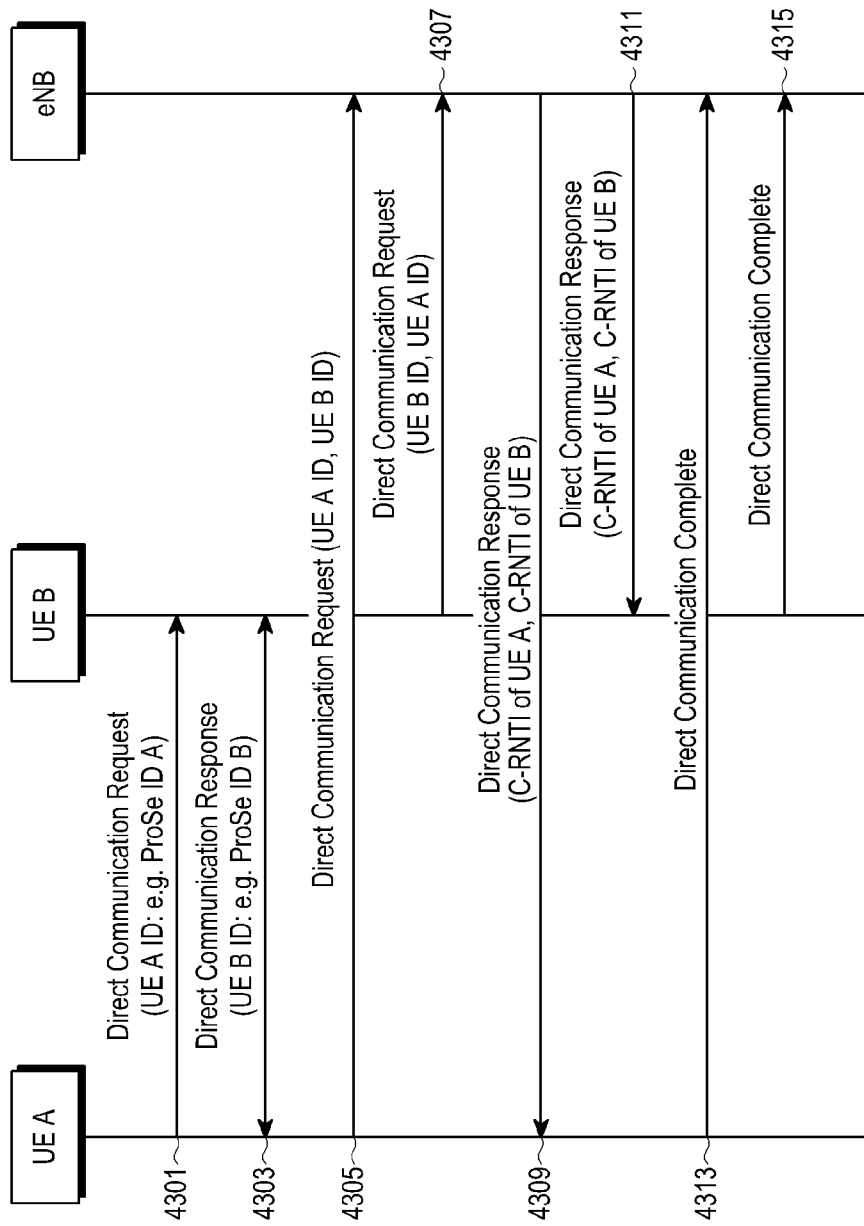 UE A
UE B
eNB
4301
Direct Communication Request
(UE A ID: e.g. ProSe ID A)
4303
Direct Communication Response
(UE B ID: e.g. ProSe ID B)
4305
Direct Communication Request (UE A ID, UE B ID)
Direct Communication Request
(UE B ID, UE A ID)
4307
4309
Direct Communication Response
(C-RNTI of UE A, C-RNTI of UE B)
Direct Communication Response
(C-RNTI of UE A, C-RNTI of UE B)
4311
4313
Direct Communication Complete
Direct Communication Complete
4315